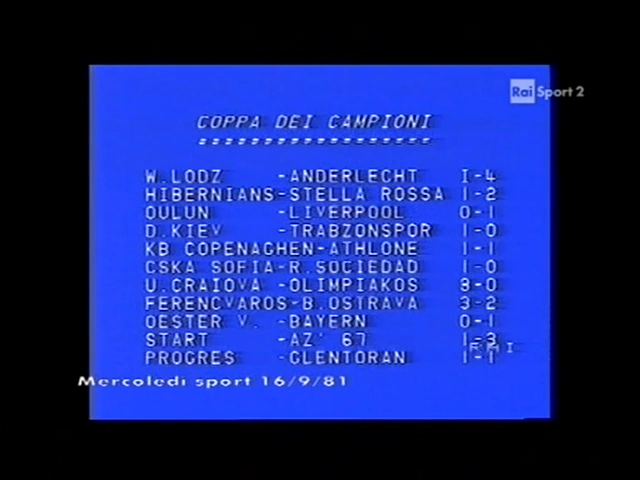 Rai Sport 2
COPPA DEI CAMPIONI
==================
W.LODZ -ANDERLECHT 1-4
HIBERNIANS-STELLA ROSSA 1-2
OULUN -LIVERPOOL 0-1
D.KIEV -TRABZONSPOR 1-0
KB COPENAGHEN-ATHLONE 1-1
CSKA SOFIA-R.SOCIEDAD 1-0
U.CRAIOVA -OLIMPIAKOS 8-0
FERENCVAROS-B.OSTRAVA 3-2
OESTER V. -BAYERN 0-1
START -AZ' 67 1-3
PROGRES -GLENTORAN 1-1
Mercoledì sport 16/9/81